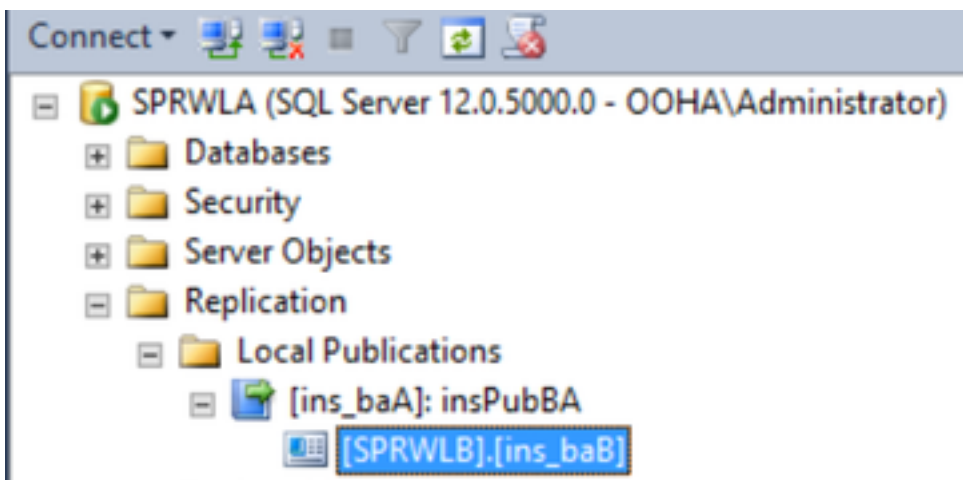 Connect
SPRWLA (SQL Server 12.0.5000.0 - OOHA\Administrator)
Databases
Security
Server Objects
Replication
Local Publications
[ins_baA]: insPubBA
[SPRWLB].[ins_baB]